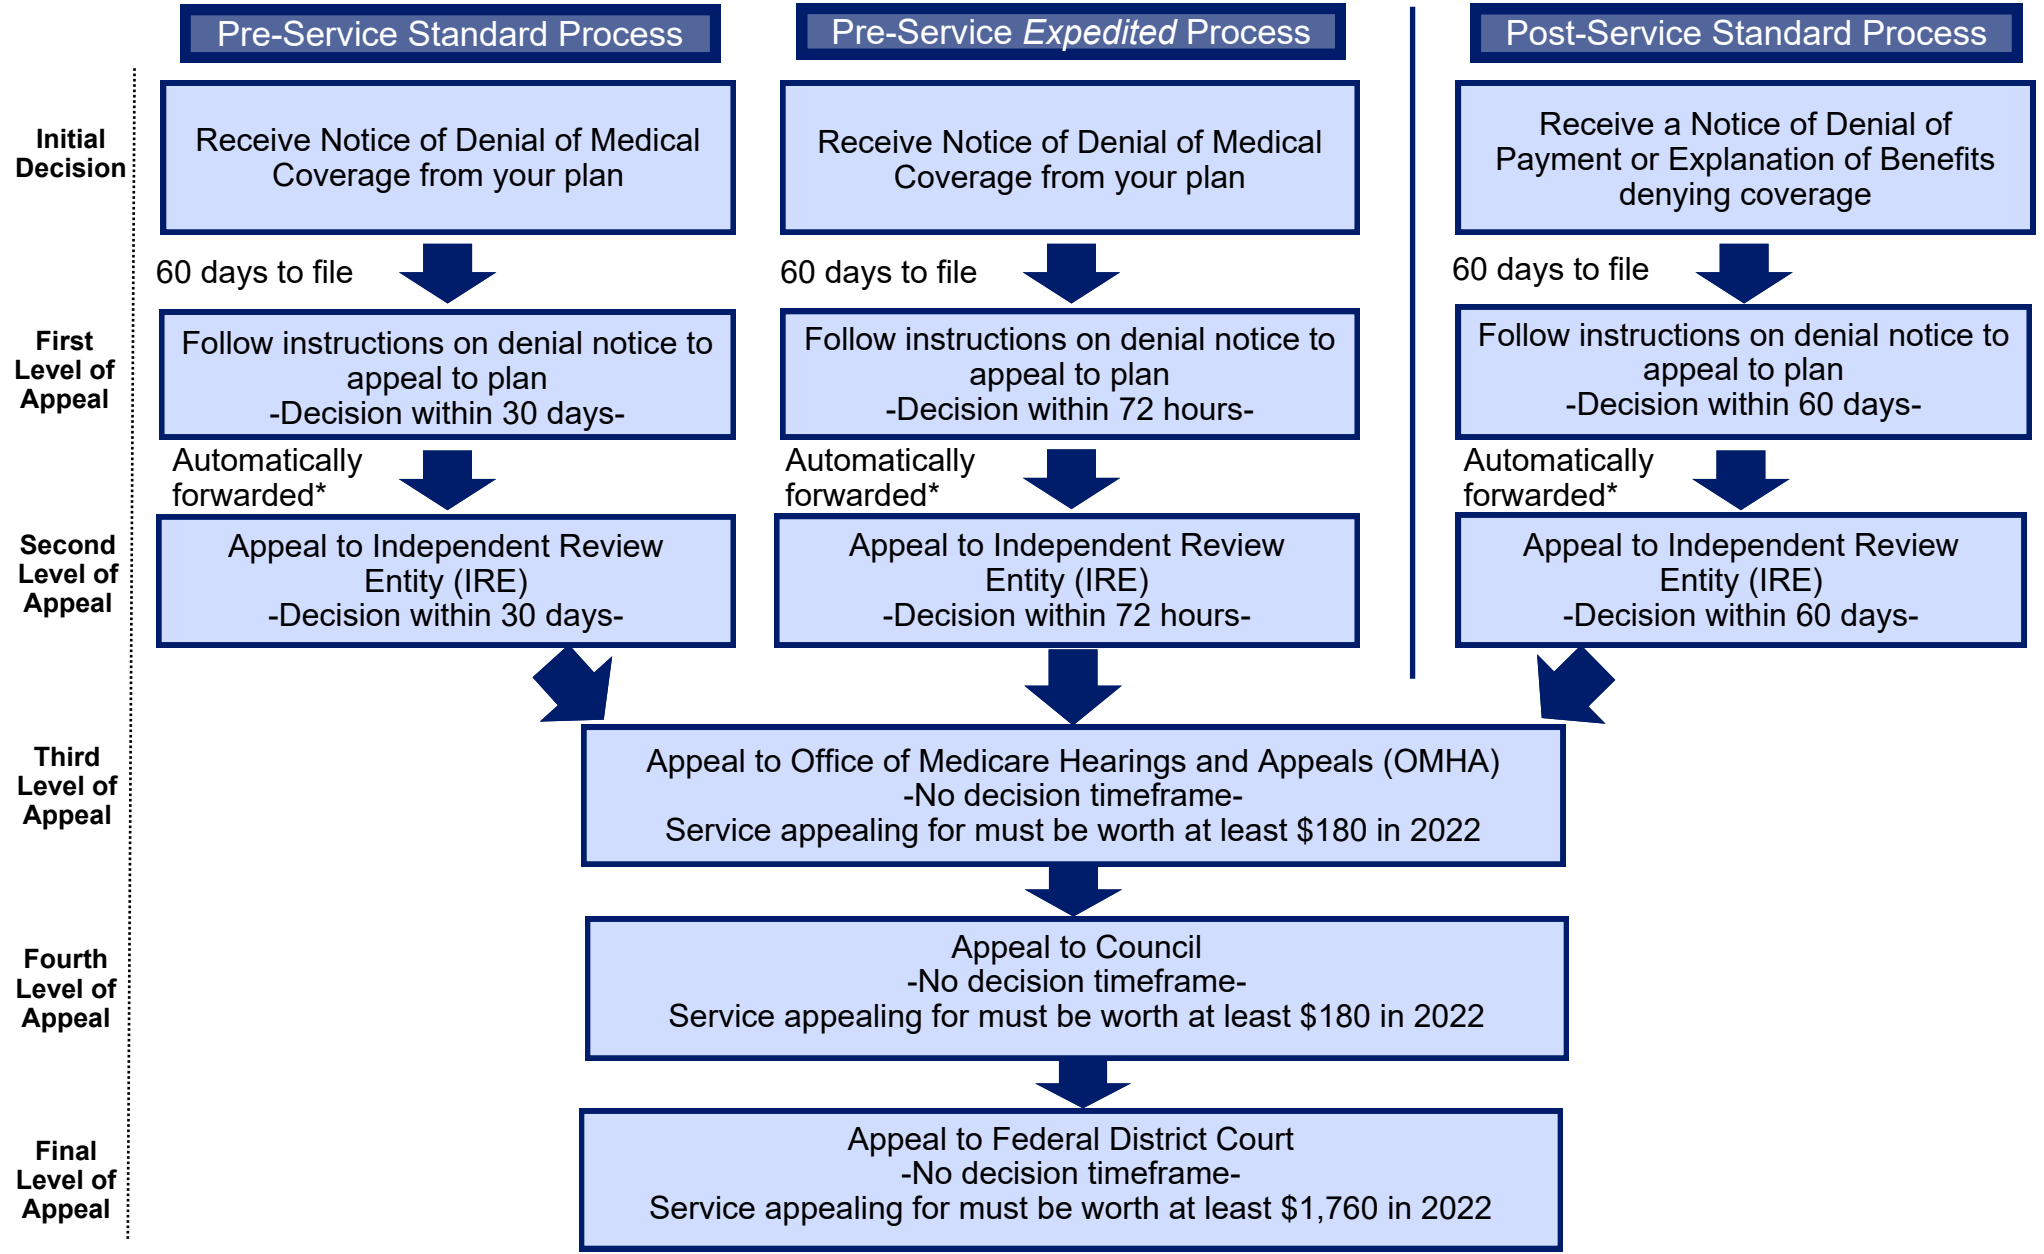 Pre-Service Standard Process
Pre-Service Expedited Process
Post-Service Standard Process
Initial
Decision
Receive Notice of Denial of Medical
Coverage from your plan
Receive Notice of Denial of Medical
Coverage from your plan
Receive a Notice of Denial of
Payment or Explanation of Benefits
denying coverage
60 days to file
60 days to file
60 days to file
First
Level of
Appeal
Follow instructions on denial notice to
appeal to plan
-Decision within 30 days-
Follow instructions on denial notice to
appeal to plan
-Decision within 72 hours-
Follow instructions on denial notice to
appeal to plan
-Decision within 60 days-
Automatically
forwarded*
Automatically
forwarded*
Automatically
forwarded*
Second
Level of
Appeal
Appeal to Independent Review
Entity (IRE)
-Decision within 30 days-
Appeal to Independent Review
Entity (IRE)
-Decision within 72 hours-
Appeal to Independent Review
Entity (IRE)
-Decision within 60 days-
Third
Level of
Appeal
Appeal to Office of Medicare Hearings and Appeals (OMHA)
-No decision timeframe-
Service appealing for must be worth at least $180 in 2022
Fourth
Level of
Appeal
Appeal to Council
-No decision timeframe-
Service appealing for must be worth at least $180 in 2022
Final
Level of
Appeal
Appeal to Federal District Court
-No decision timeframe-
Service appealing for must be worth at least $1,760 in 2022